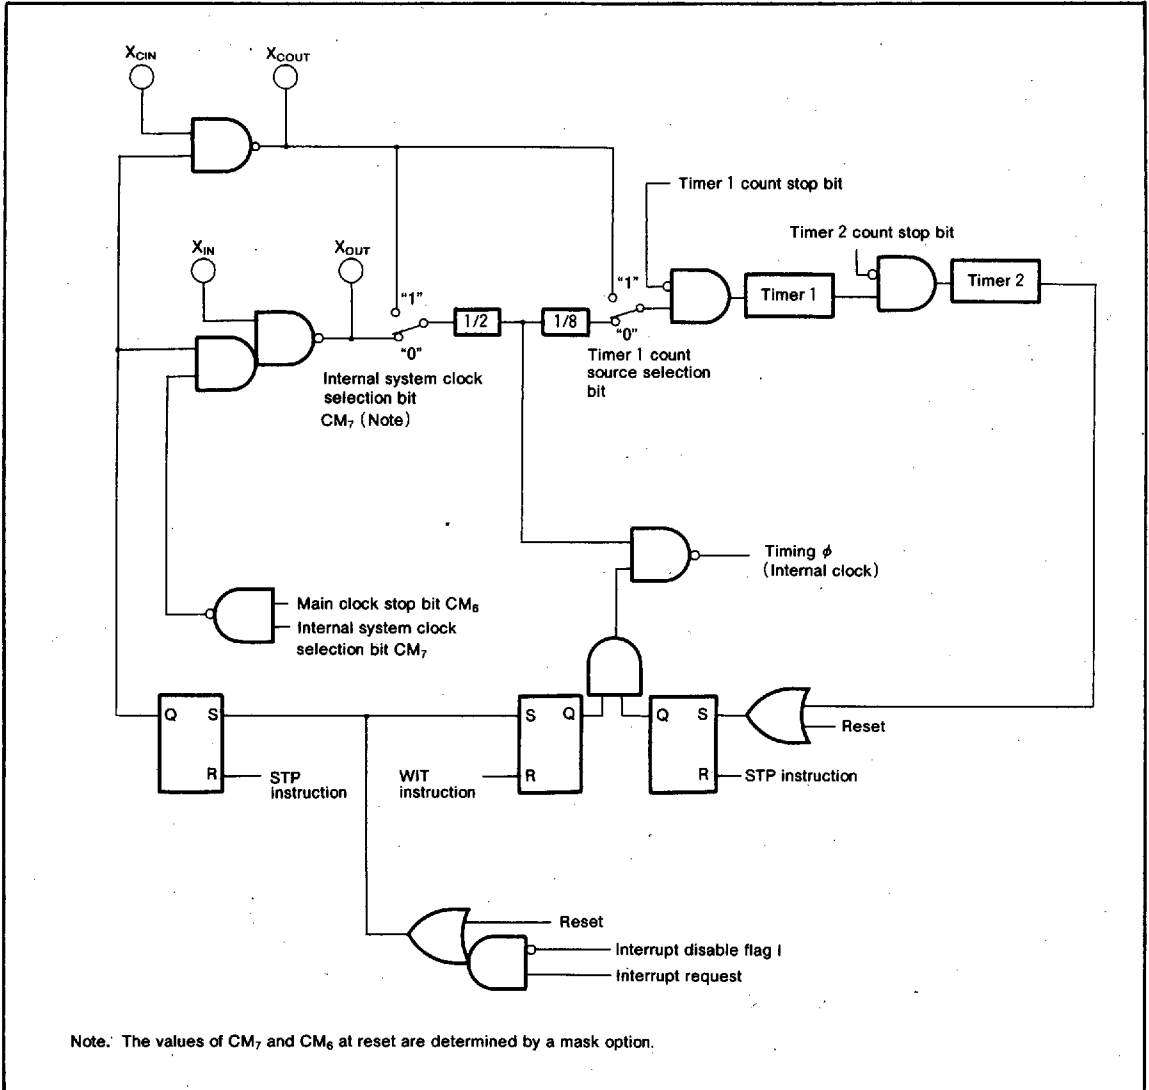 XCIN
XCOUT
Timer 1 count stop bit
Timer 2 count stop bit
XIN
XOUT
"1"
"1"
Timer 1
Timer 2
1/2
1/8
"0"
"0"
Internal system clock
selection bit
CM7 (Note)
Timer 1 count
source selection
bit
Timing ϕ
(Internal clock)
Main clock stop bit CM6
Internal system clock
selection bit CM7
Q S
R
STP
instruction
WIT
instruction
S Q
R
Q S
R
STP instruction
Reset
Reset
Interrupt disable flag I
Interrupt request
Note. The values of CM7 and CM6 at reset are determined by a mask option.